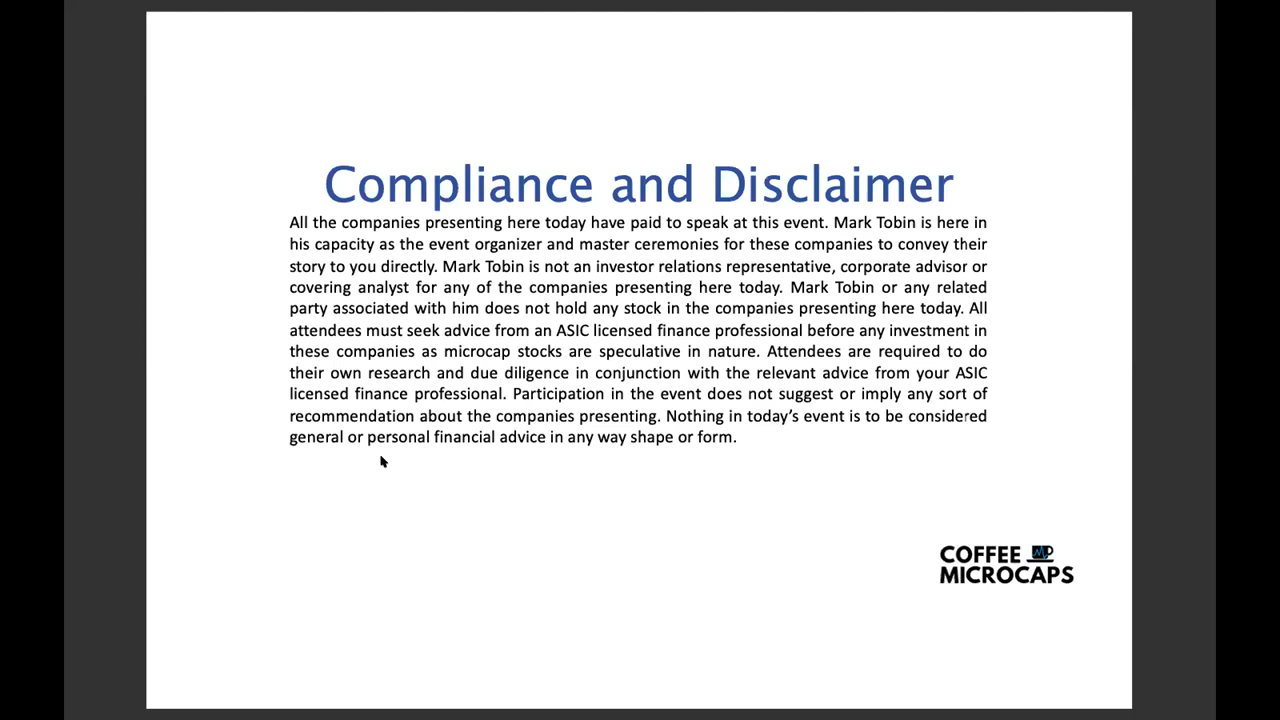 Compliance and Disclaimer
All the companies presenting here today have paid to speak at this event. Mark Tobin is here in
his capacity as the event organizer and master ceremonies for these companies to convey their
story to you directly. Mark Tobin is not an investor relations representative, corporate advisor or
covering analyst for any of the companies presenting here today. Mark Tobin or any related
party associated with him does not hold any stock in the companies presenting here today. All
attendees must seek advice from an ASIC licensed finance professional before any investment in
these companies as microcap stocks are speculative in nature. Attendees are required to do
their own research and due diligence in conjunction with the relevant advice from your ASIC
licensed finance professional. Participation in the event does not suggest or imply any sort of
recommendation about the companies presenting. Nothing in today’s event is to be considered
general or personal financial advice in any way shape or form.
COFFEE
MICROCAPS